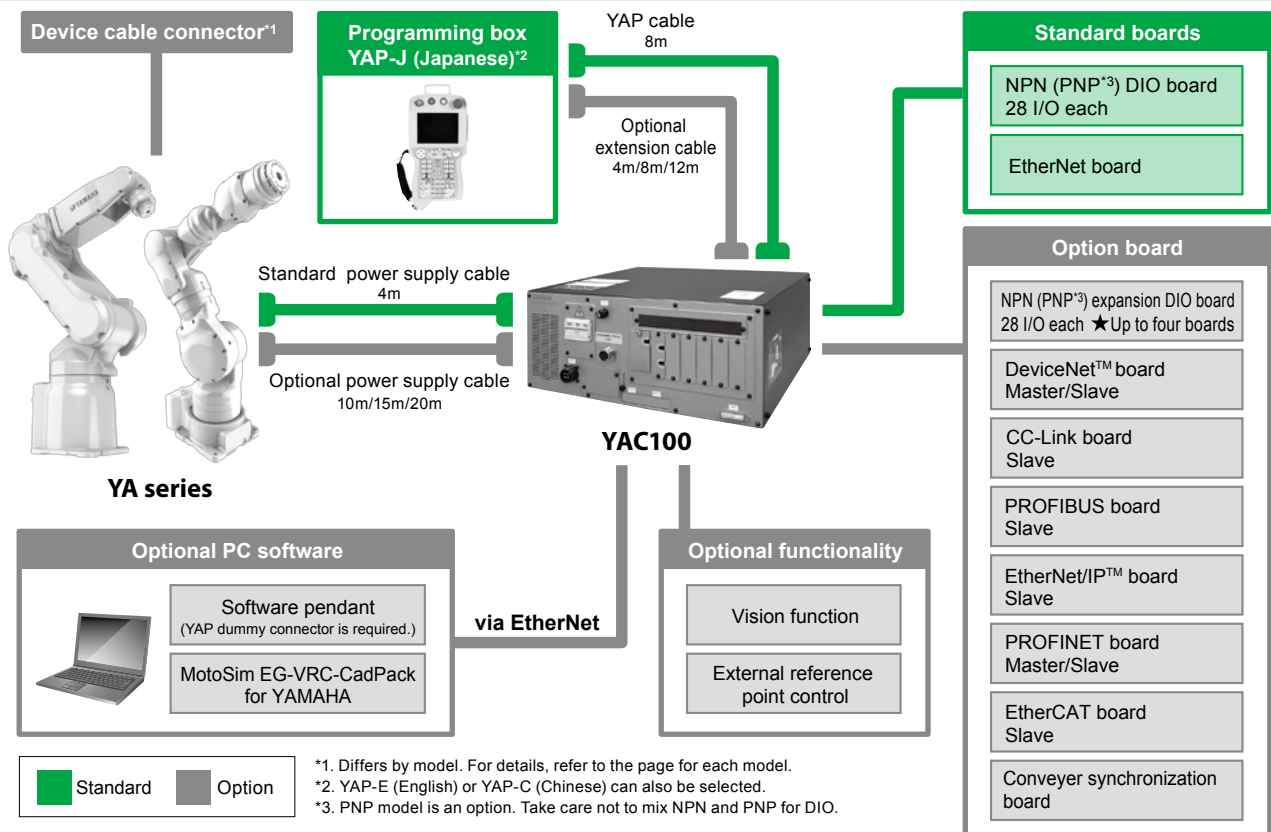 Device cable connector*1
Programming box
YAP-J (Japanese)*2
YAP cable
8m
Optional
extension cable
4m/8m/12m
Standard boards
NPN (PNP*3) DIO board
28 I/O each
EtherNet board
YAMAHA
Standard power supply cable
4m
Optional power supply cable
10m/15m/20m
YA series
YAC100
Option board
NPN (PNP*3) expansion DIO board
28 I/O each ★Up to four boards
DeviceNet™ board
Master/Slave
CC-Link board
Slave
PROFIBUS board
Slave
EtherNet/IP™ board
Slave
PROFINET board
Master/Slave
EtherCAT board
Slave
Conveyer synchronization
board
Optional PC software
Software pendant
(YAP dummy connector is required.)
MotoSim EG-VRC-CadPack
for YAMAHA
via EtherNet
Optional functionality
Vision function
External reference
point control
Standard
Option
*1. Differs by model. For details, refer to the page for each model.
*2. YAP-E (English) or YAP-C (Chinese) can also be selected.
*3. PNP model is an option. Take care not to mix NPN and PNP for DIO.